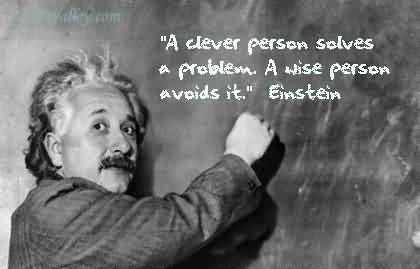 "A clever person solves
a problem. A wise person
avoids it." Einstein